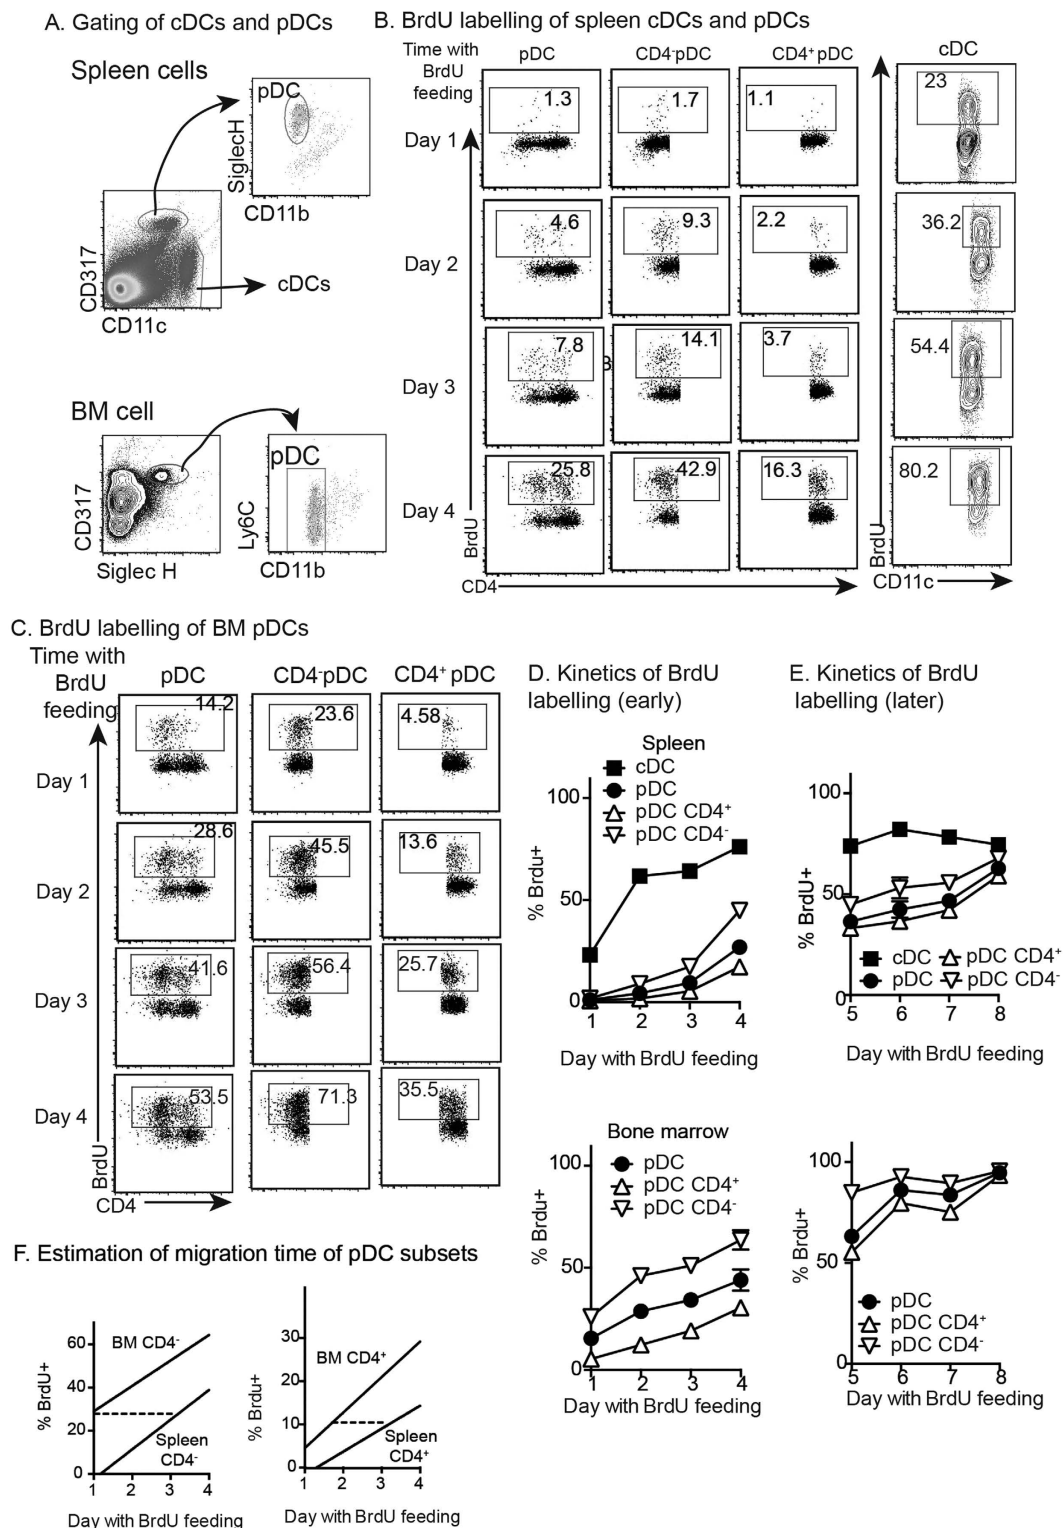 A. Gating of cDCs and pDCs
Spleen cells
pDC
SiglecH
CD11b
CD317
CD11c
cDCs
BM cell
pDC
CD317
Siglec H
Ly6C
CD11b
B. BrdU labelling of spleen cDCs and pDCs
Time with
BrdU
feeding
pDC
CD4⁻pDC
CD4⁺pDC
cDC
Day 1
1.3
1.7
1.1
23
Day 2
4.6
9.3
2.2
36.2
Day 3
7.8
14.1
3.7
54.4
Day 4
25.8
42.9
16.3
80.2
BrdU
CD4
BrdU
CD11c
C. BrdU labelling of BM pDCs
Time with
BrdU
feeding
pDC
CD4⁻pDC
CD4⁺pDC
Day 1
14.2
23.6
4.58
Day 2
28.6
45.5
13.6
Day 3
41.6
56.4
25.7
Day 4
53.5
71.3
35.5
BrdU
CD4
D. Kinetics of BrdU
labelling (early)
Spleen
cDC
pDC
pDC CD4⁺
pDC CD4⁻
100
50
0
% Brdu+
1 2 3 4
Day with BrdU feeding
Bone marrow
pDC
pDC CD4⁺
pDC CD4⁻
100
50
0
% Brdu+
1 2 3 4
Day with BrdU feeding
E. Kinetics of BrdU
labelling (later)
100
50
0
% BrdU+
cDC pDC CD4⁺
pDC pDC CD4⁻
5 6 7 8
Day with BrdU feeding
100
50
0
% Brdu+
pDC
pDC CD4⁺
pDC CD4⁻
5 6 7 8
Day with BrdU feeding
F. Estimation of migration time of pDC subsets
% BrdU+
60
40
20
0
BM CD4⁻
Spleen
CD4⁻
1 2 3 4
Day with BrdU feeding
% Brdu+
30
20
10
0
BM CD4⁺
Spleen
CD4⁺
1 2 3 4
Day with BrdU feeding